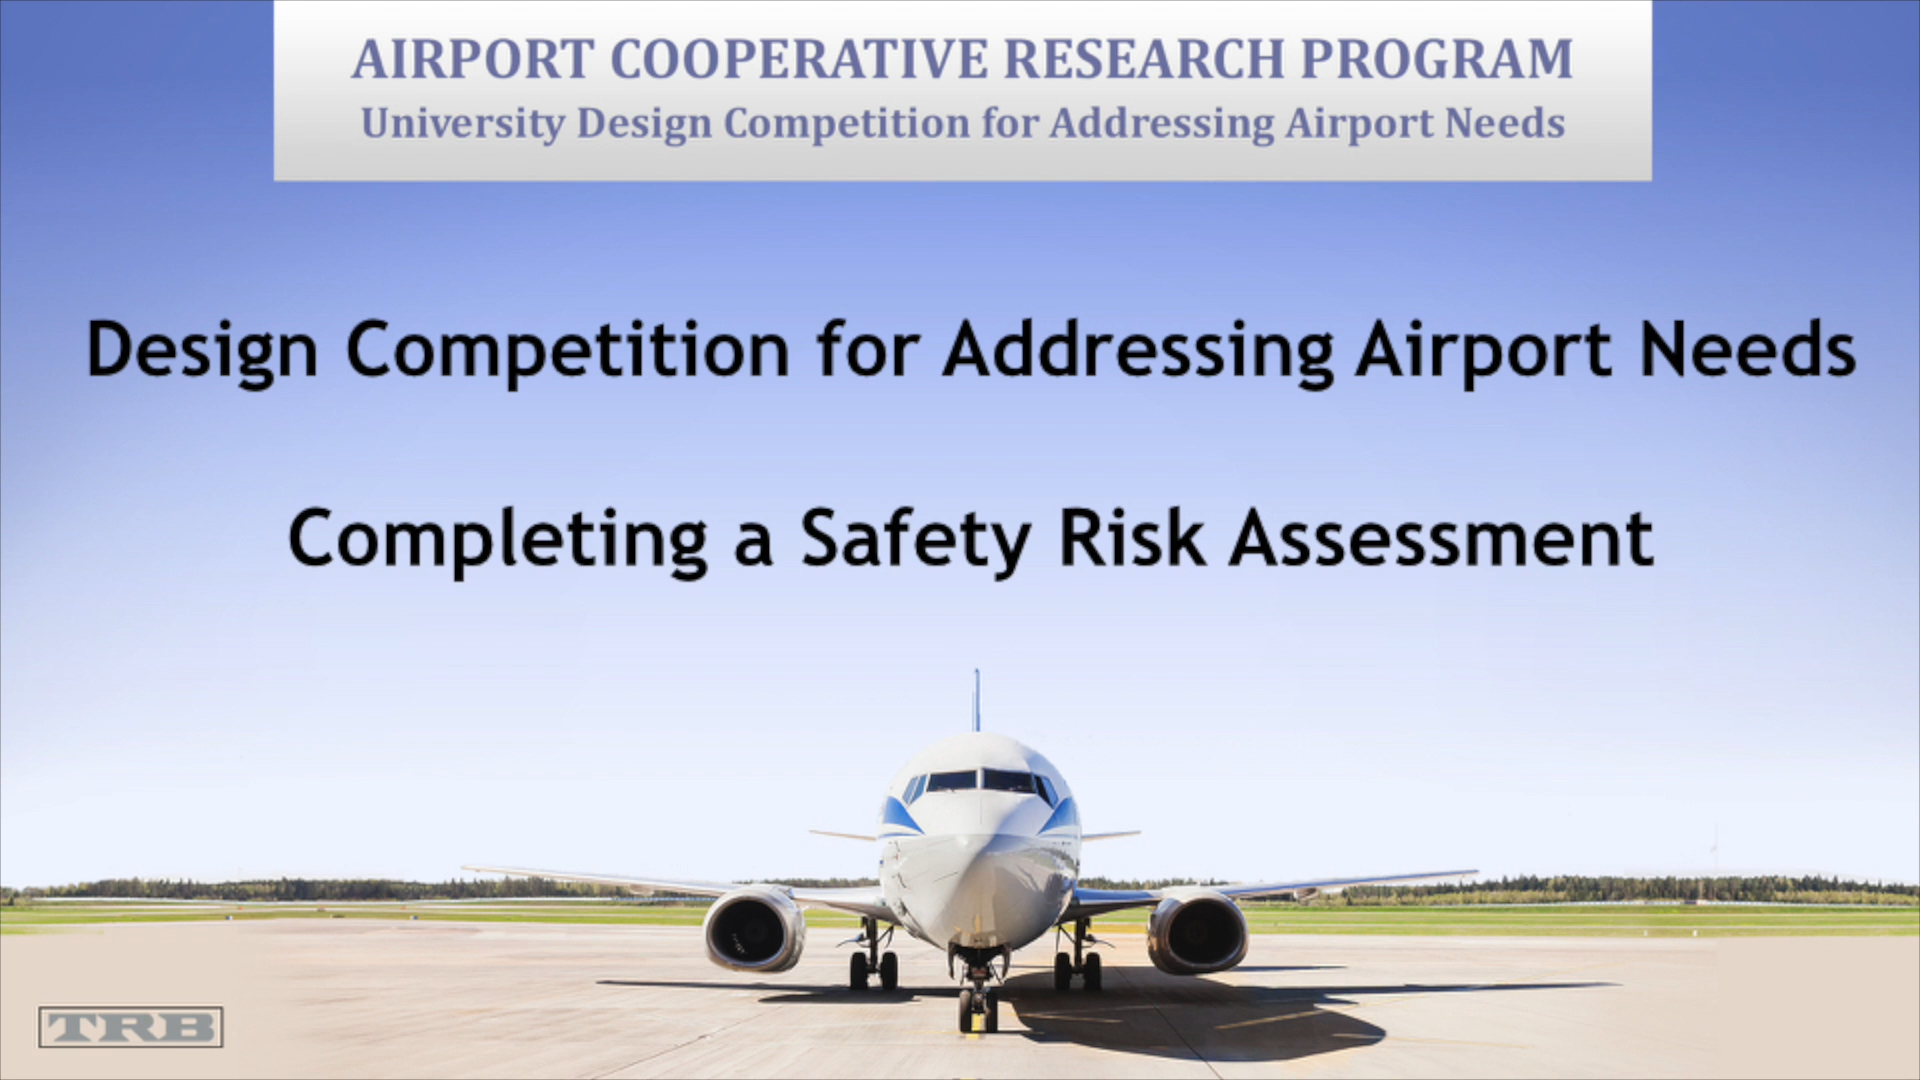 AIRPORT COOPERATIVE RESEARCH PROGRAM
University Design Competition for Addressing Airport Needs
Design Competition for Addressing Airport Needs
Completing a Safety Risk Assessment
TRB